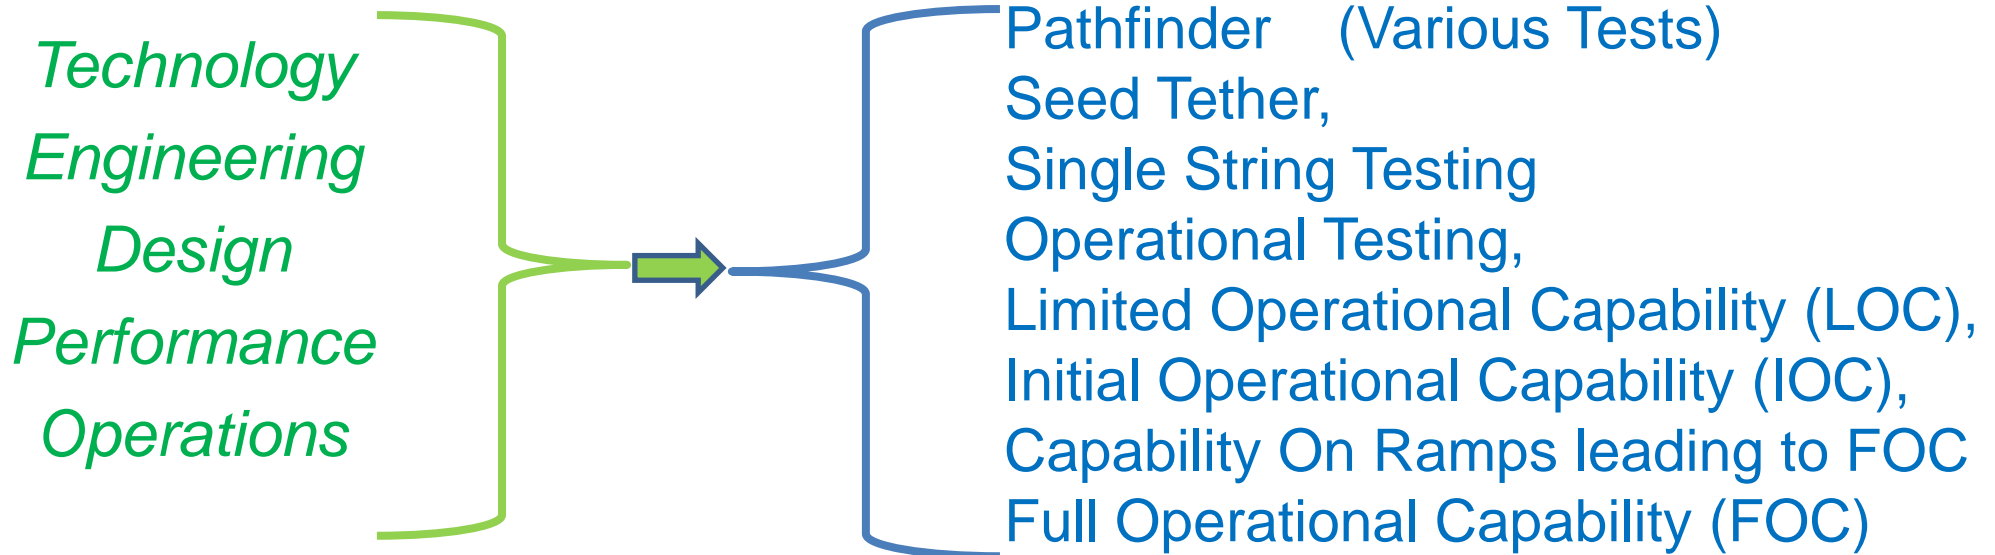 Technology
Engineering
Design
Performance
Operations
Pathfinder (Various Tests)
Seed Tether,
Single String Testing
Operational Testing,
Limited Operational Capability (LOC),
Initial Operational Capability (IOC),
Capability On Ramps leading to FOC
Full Operational Capability (FOC)